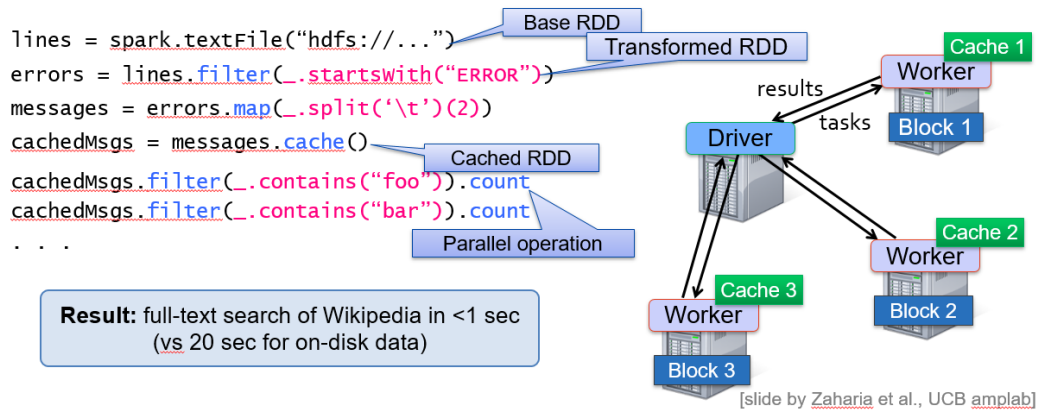 lines = spark.textFile(“hdfs://...”)
Base RDD
Transformed RDD
errors = lines.filter(_.startsWith(“ERROR”))
messages = errors.map(_.split(‘\t’)(2))
cachedMsgs = messages.cache()
Cached RDD
cachedMsgs.filter(_.contains(“foo”)).count
cachedMsgs.filter(_.contains(“bar”)).count
. . .
Parallel operation
Result: full-text search of Wikipedia in <1 sec
(vs 20 sec for on-disk data)
Cache 1
Worker
Block 1
results
tasks
Driver
Cache 2
Worker
Block 2
Cache 3
Worker
Block 3
[slide by Zaharia et al., UCB amplab]